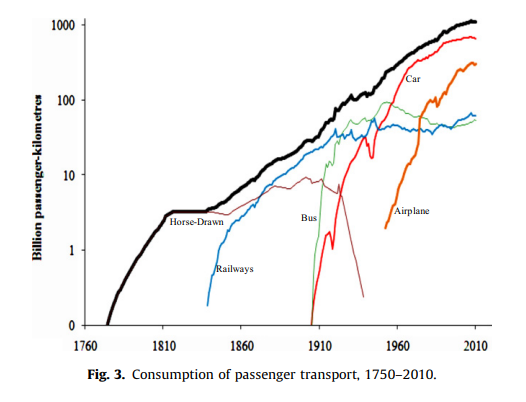 Billion passenger-kilometres
1000
100
10
1
0
Car
Horse-Drawn
Bus
Airplane
Railways
1760 1810 1860 1910 1960 2010
Fig. 3. Consumption of passenger transport, 1750–2010.